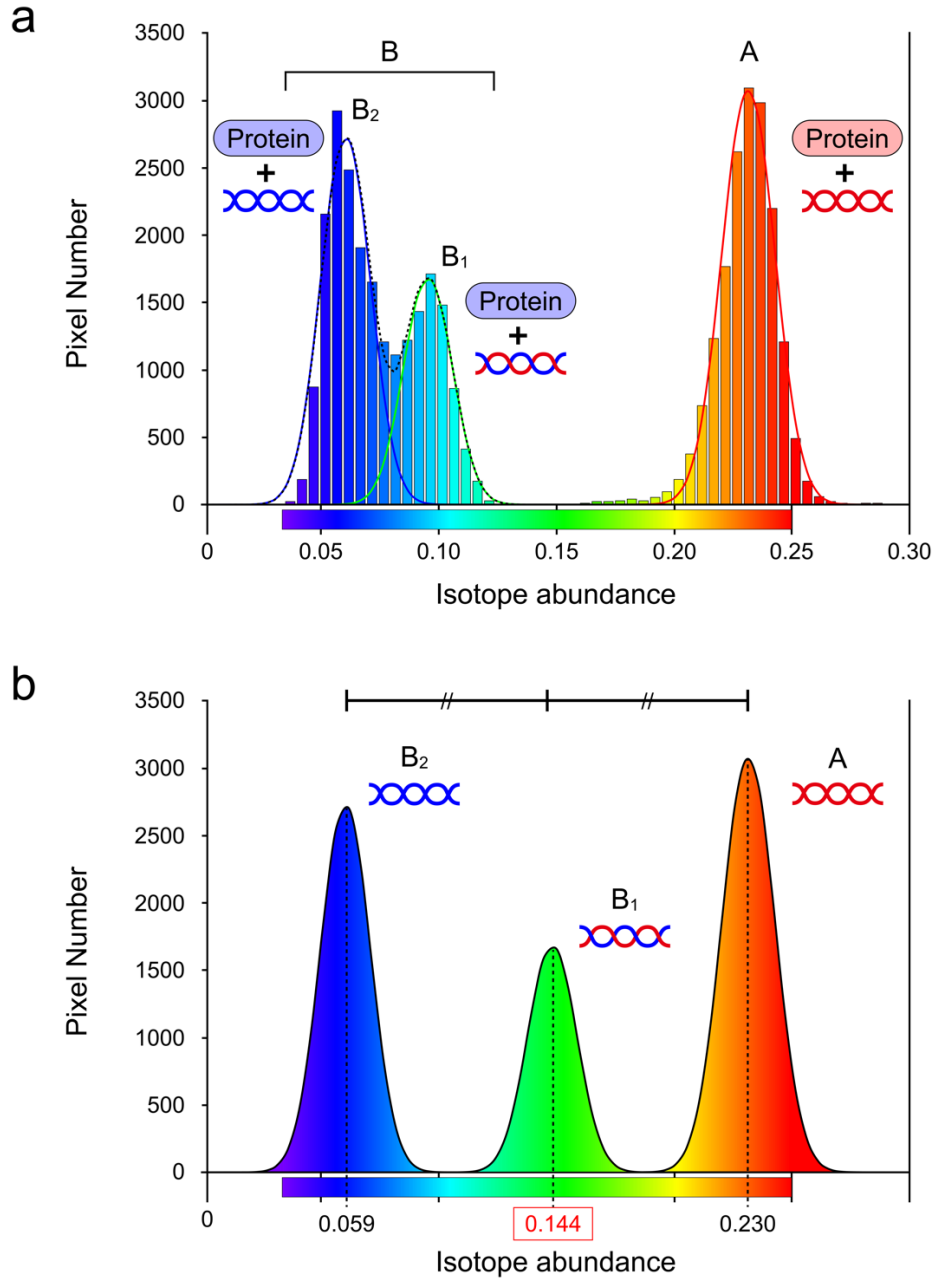 a
3500
3000
2500
2000
1500
1000
500
0
Pixel Number
B
A
B₂
Protein
+
B₁
Protein
+
Protein
+
0 0.05 0.10 0.15 0.20 0.25 0.30
Isotope abundance
b
3500
3000
2500
2000
1500
1000
500
0
Pixel Number
B₂
A
B₁
0 0.059 0.144 0.230
Isotope abundance